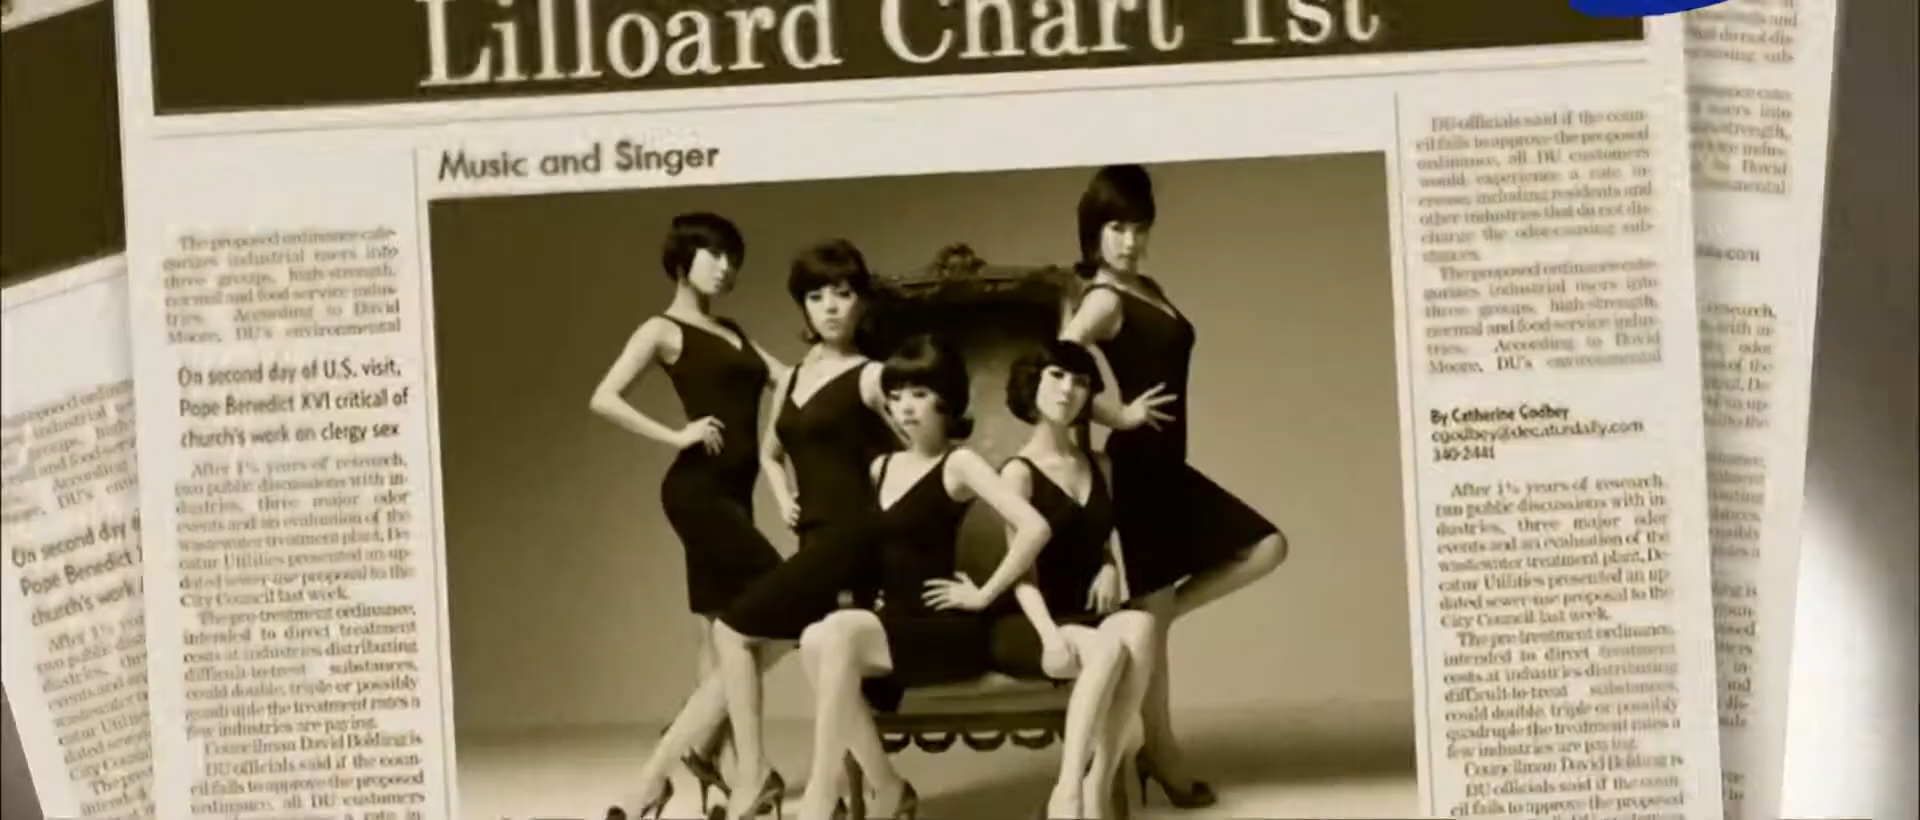 Lilloard Chart 1st
Music and Singer
The proposed ordinance cate-
gorizes industrial users into
three groups, high-strength,
normal and food service indus-
tries. According to David
Moore, DU's environmental
On second day of U.S. visit,
Pope Benedict XVI critical of
church's work on clergy sex
After 1½ years of research,
two public discussions with in-
dustries, three major odor
events and an evaluation of the
wastewater treatment plant, De-
catur Utilities presented an up-
dated sewer-use proposal to the
City Council last week.
The pre-treatment ordinance,
intended to direct treatment
costs at industries distributing
difficult-to-treat substances,
could double, triple or possibly
quadruple the treatment rates a
few industries are paying.
Councilman David Bolding is
DU officials said if the coun-
cil fails to approve the proposed
ordinance, all DU customers
a rate in-
DU officials said if the coun-
cil fails to approve the proposed
ordinance, all DU customers
would experience a rate in-
crease, including residents and
other industries that do not dis-
charge the odor-causing sub-
stances.
The proposed ordinance cate-
gorizes industrial users into
three groups, high-strength,
normal and food service indus-
tries. According to David
Moore, DU's environmental
By Catherine Godbey
cgodbey@decaturdaily.com
340-2441
After 1½ years of research,
two public discussions with in-
dustries, three major odor
events and an evaluation of the
wastewater treatment plant, De-
catur Utilities presented an up-
dated sewer-use proposal to the
City Council last week.
The pre-treatment ordinance,
intended to direct treatment
costs at industries distributing
difficult-to-treat substances,
could double, triple or possibly
quadruple the treatment rates a
few industries are paying.
Councilman David Bolding is
DU officials said if the coun-
cil fails to approve the proposed
On second day
Pope Benedict
church's work